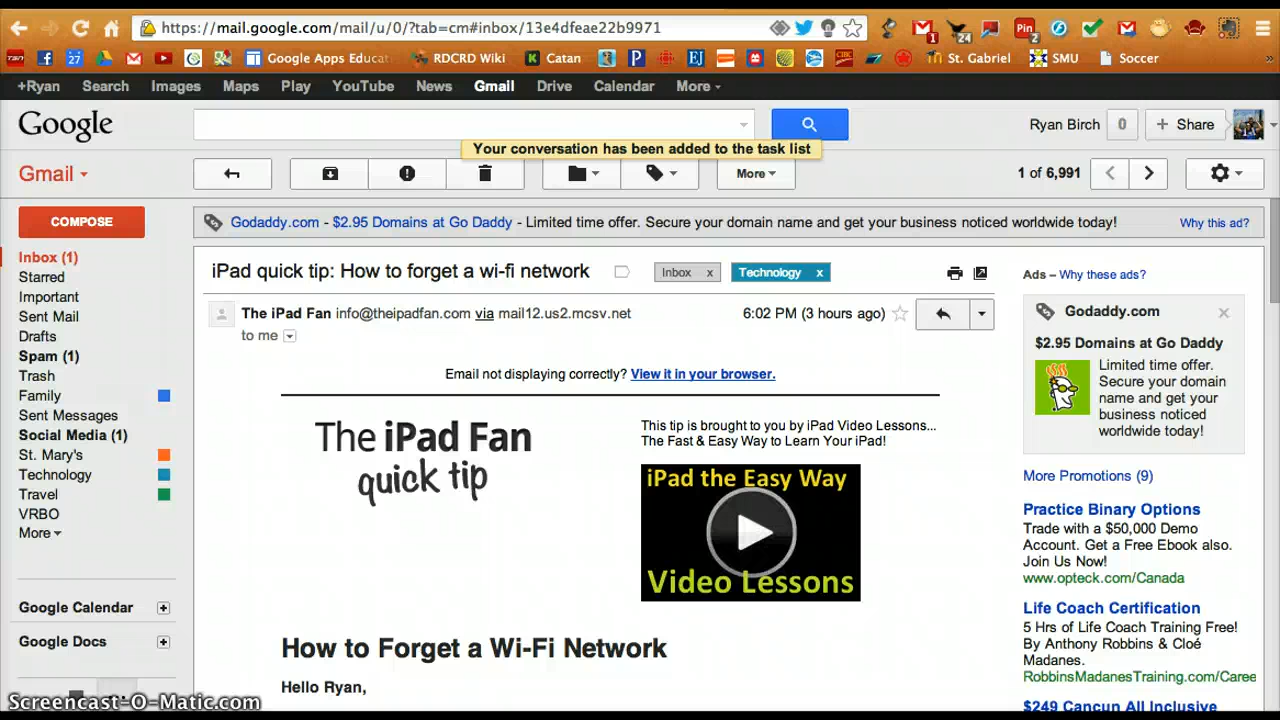 https://mail.google.com/mail/u/0/?tab=cm#inbox/13e4dfeae22b9971
1
24
Pin
2
TSN
27
Google Apps Educat
RDCRD Wiki
Catan
EJ
CBC
St. Gabriel
SMU
Soccer
»
+Ryan Search Images Maps Play YouTube News Gmail Drive Calendar More
Google
Ryan Birch 0 + Share
Your conversation has been added to the task list
Gmail
More
1 of 6,991
COMPOSE
Godaddy.com - $2.95 Domains at Go Daddy - Limited time offer. Secure your domain name and get your business noticed worldwide today!
Why this ad?
Inbox (1)
Starred
Important
Sent Mail
Drafts
Spam (1)
Trash
Family
Sent Messages
Social Media (1)
St. Mary's
Technology
Travel
VRBO
More
Google Calendar +
Google Docs +
iPad quick tip: How to forget a wi-fi network
Inbox x
Technology x
The iPad Fan info@theipadfan.com via mail12.us2.mcsv.net
6:02 PM (3 hours ago)
to me
Email not displaying correctly? View it in your browser.
The iPad Fan
quick tip
This tip is brought to you by iPad Video Lessons...
The Fast & Easy Way to Learn Your iPad!
iPad the Easy Way
Video Lessons
How to Forget a Wi-Fi Network
Hello Ryan,
Ads – Why these ads?
Godaddy.com
$2.95 Domains at Go Daddy
Limited time offer.
Secure your domain
name and get your
business noticed
worldwide today!
More Promotions (9)
Practice Binary Options
Trade with a $50,000 Demo
Account. Get a Free Ebook also.
Join Us Now!
www.opteck.com/Canada
Life Coach Certification
5 Hrs of Life Coach Training Free!
By Anthony Robbins & Cloé
Madanes.
RobbinsMadanesTraining.com/Caree
$249 Cancun All Inclusive
Screencast-O-Matic.com